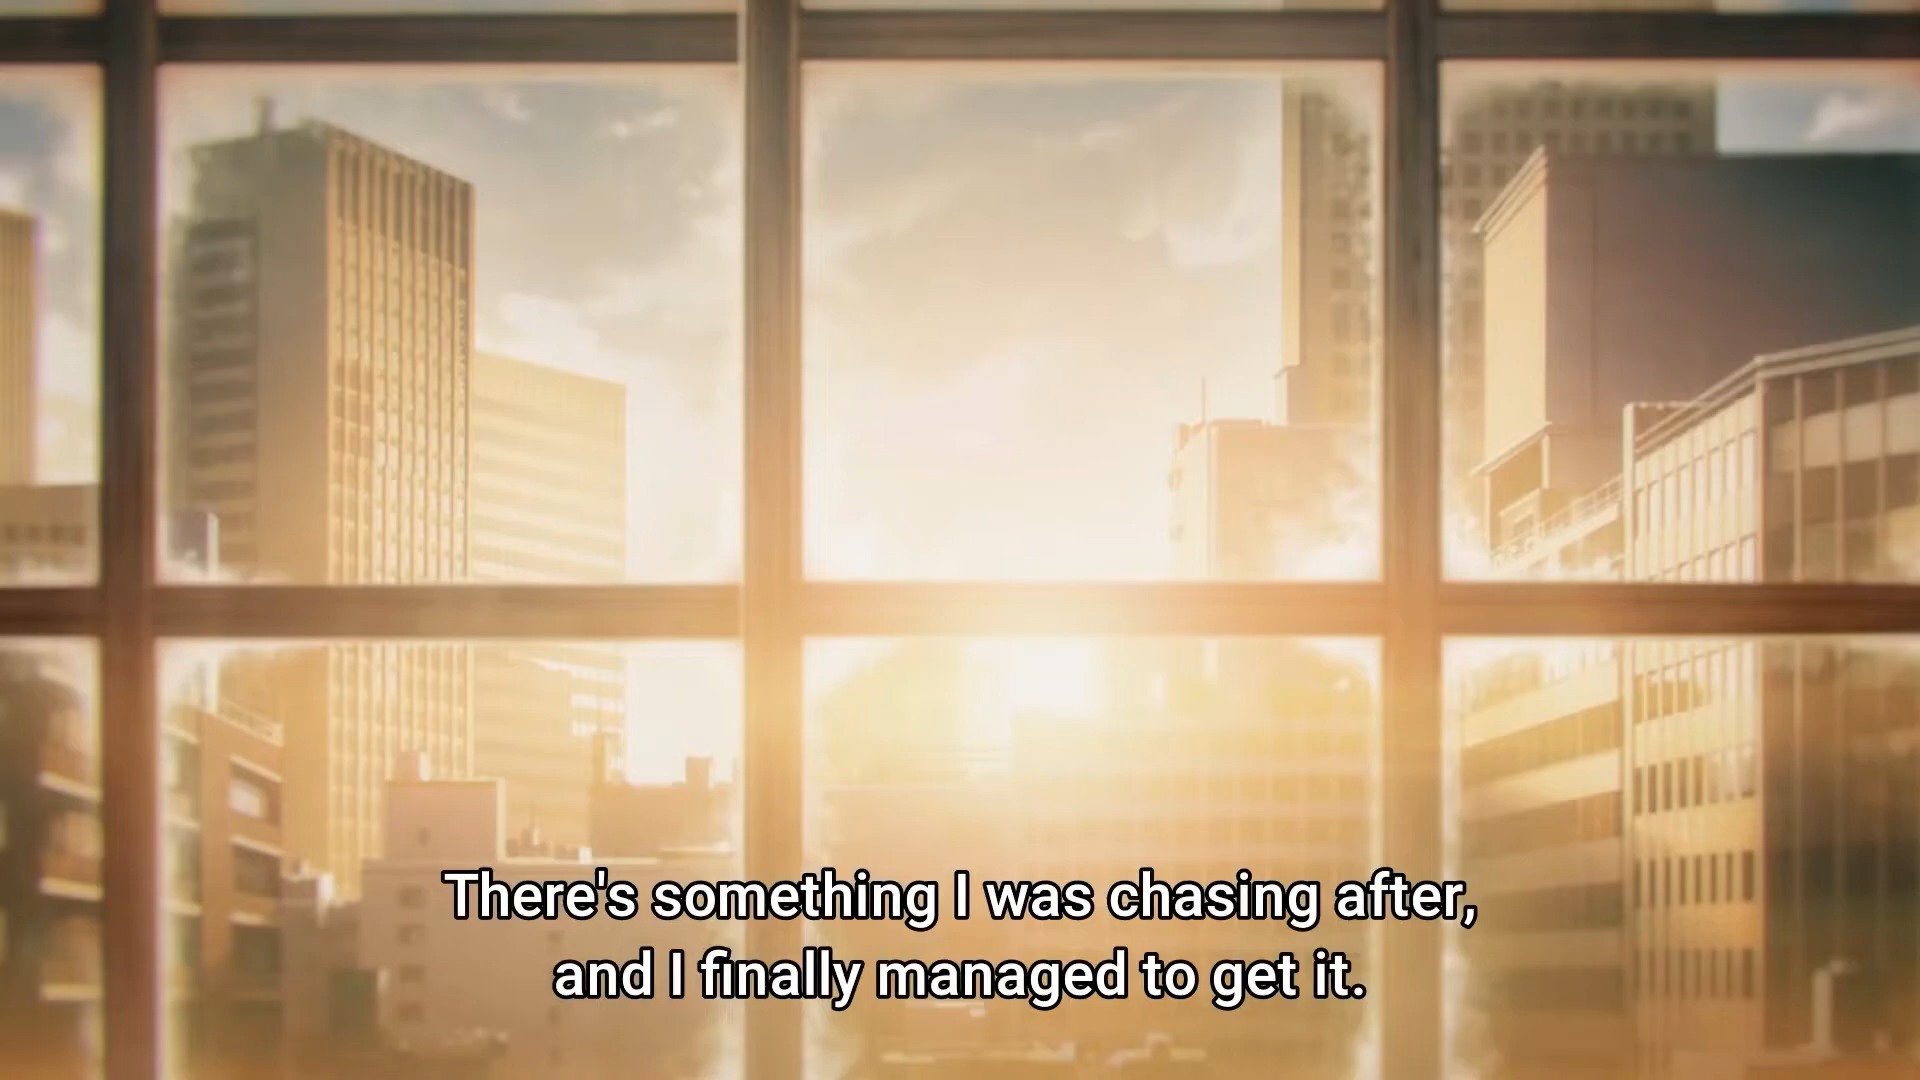 There's something I was chasing after,
and I finally managed to get it.